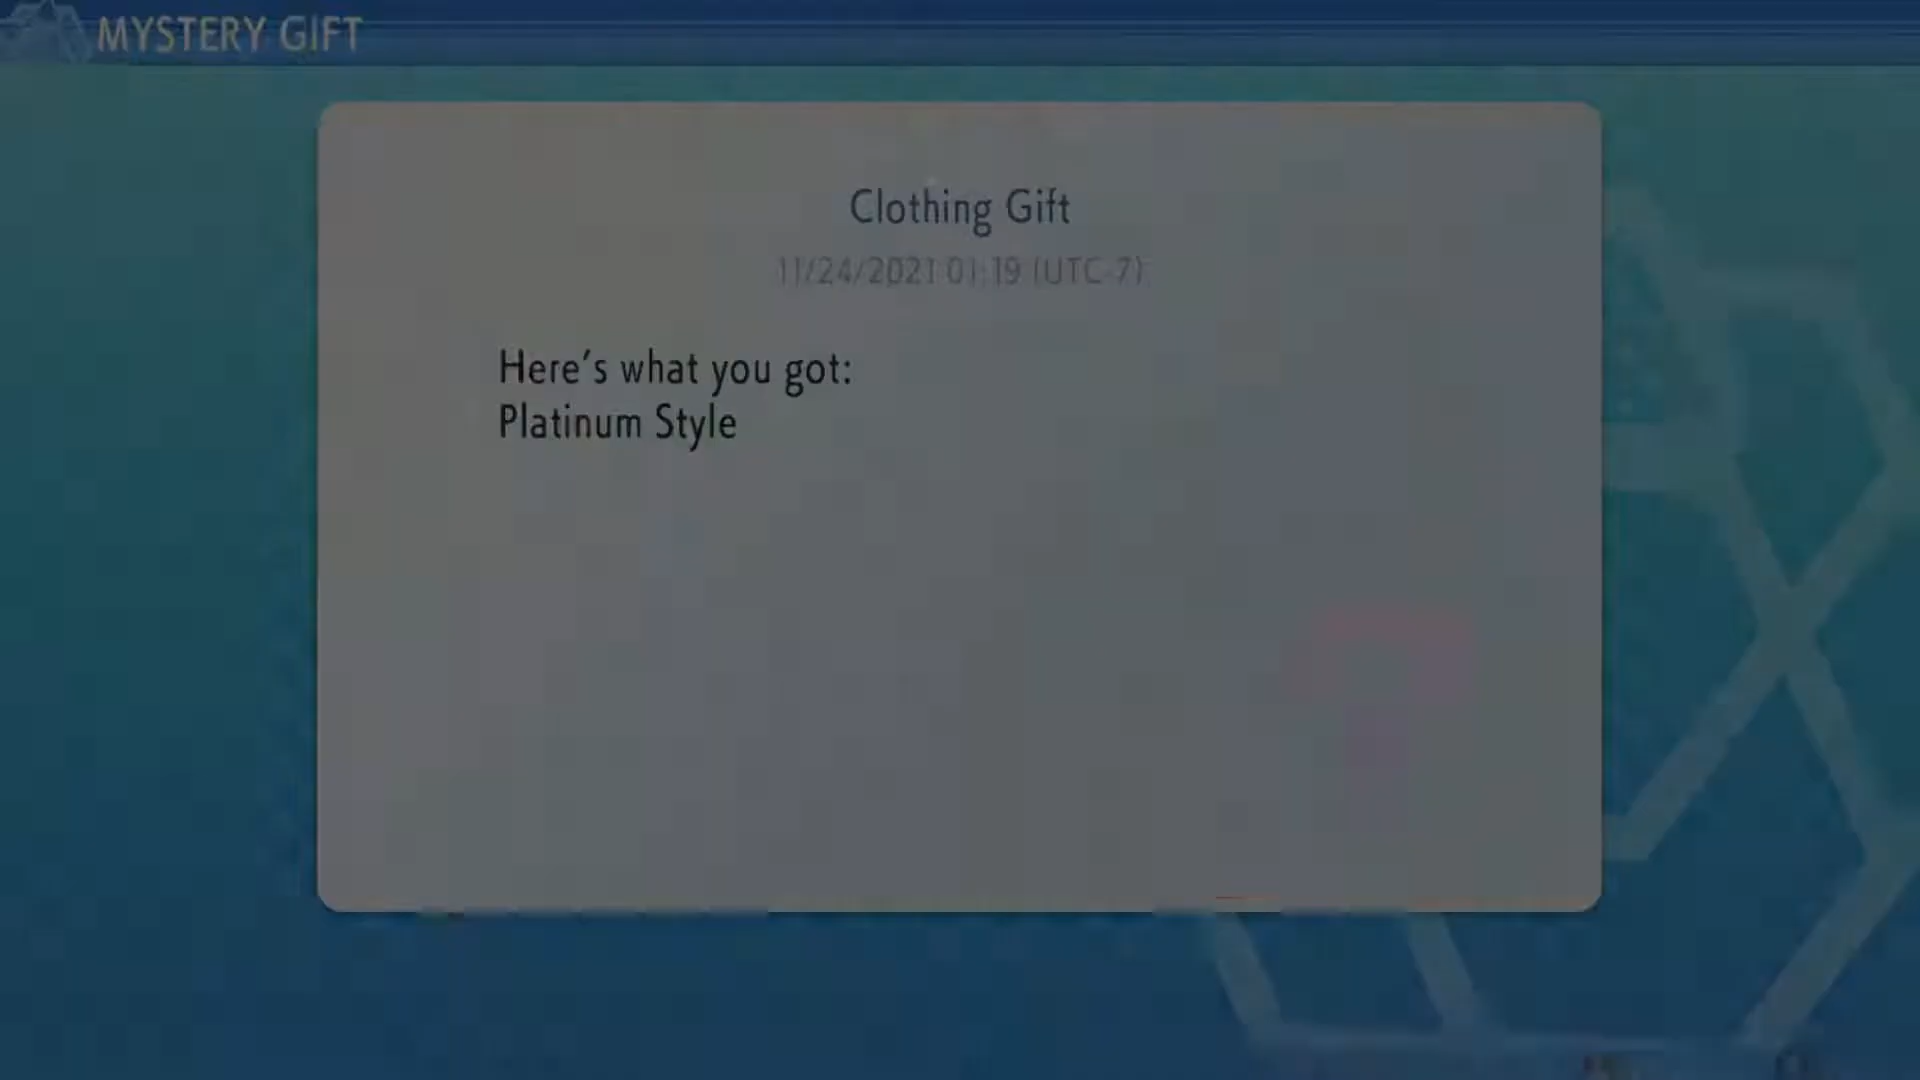 MYSTERY GIFT
Clothing Gift
11/24/2021 01:19 (UTC-7)
Here's what you got:
Platinum Style